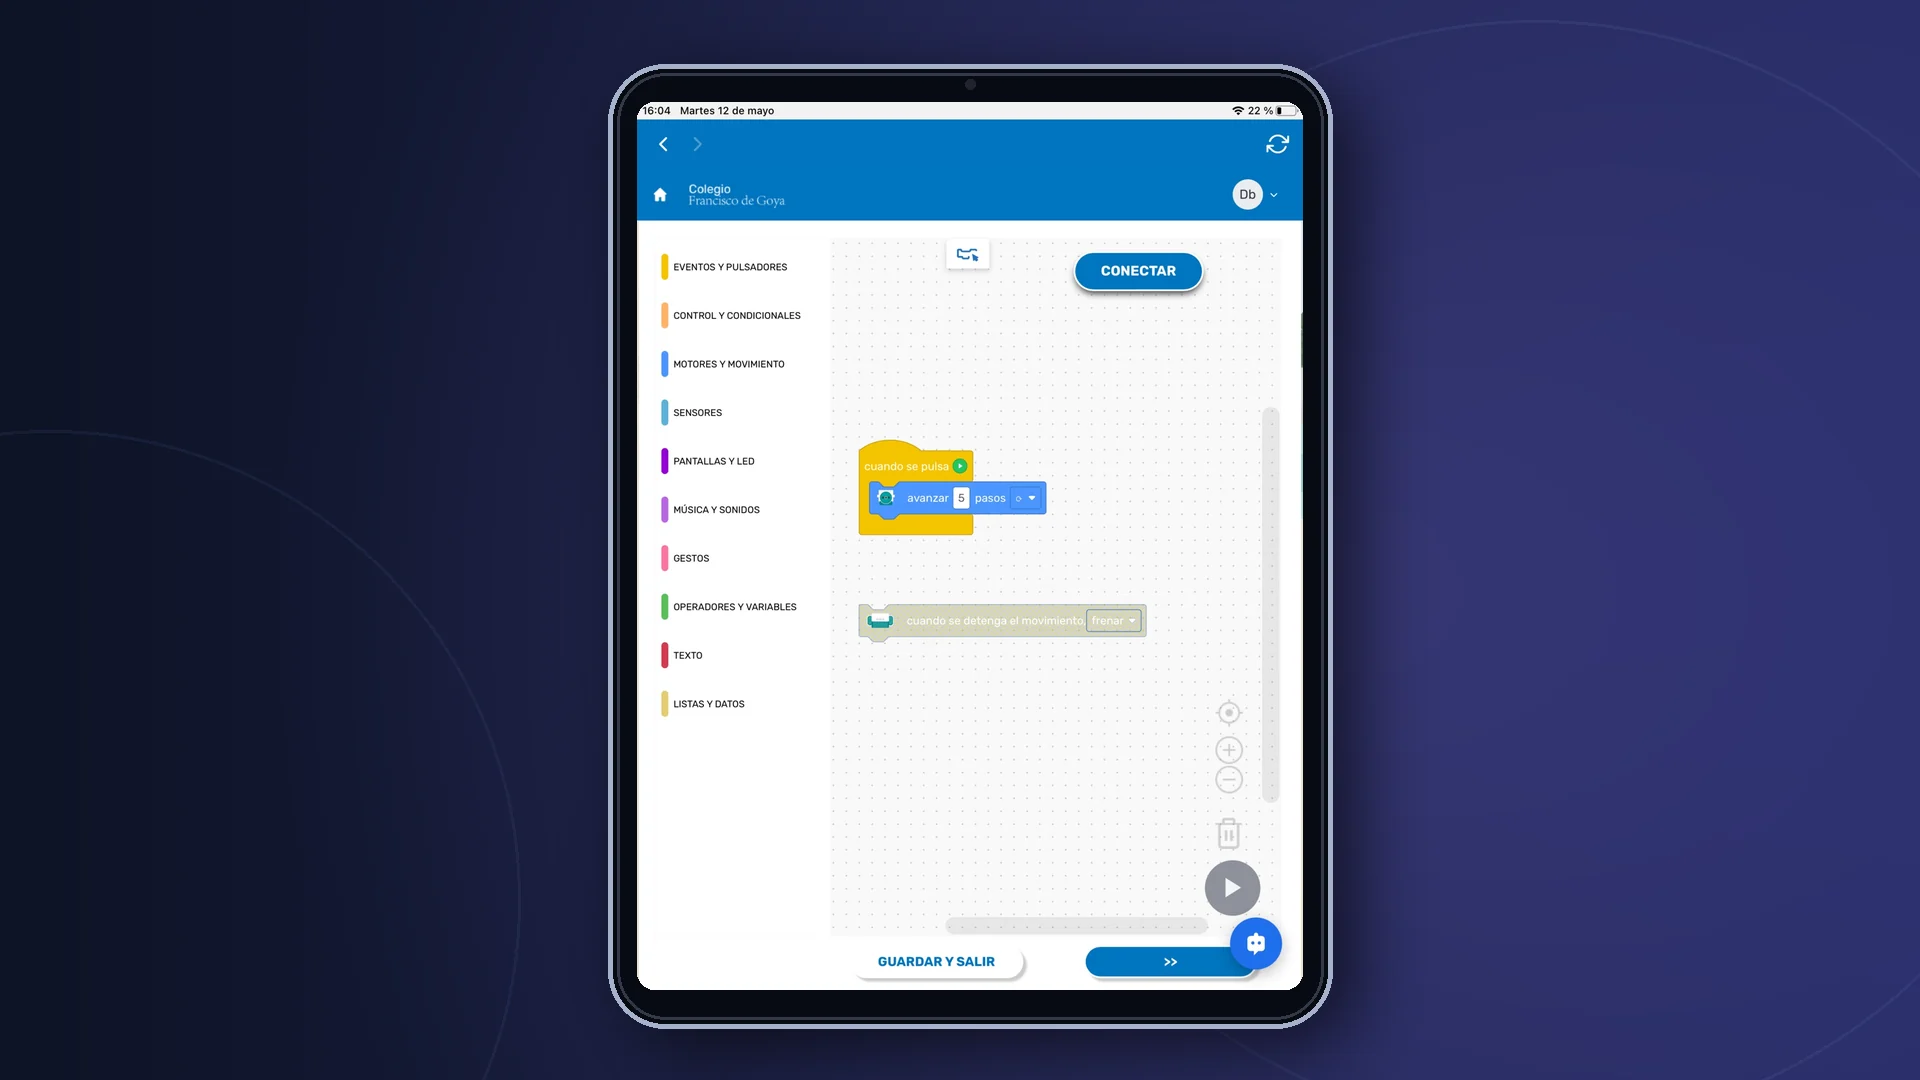 16:04 Martes 12 de mayo 22 %
Colegio
Francisco de Goya
Db
EVENTOS Y PULSADORES
CONTROL Y CONDICIONALES
MOTORES Y MOVIMIENTO
SENSORES
PANTALLAS Y LED
MÚSICA Y SONIDOS
GESTOS
OPERADORES Y VARIABLES
TEXTO
LISTAS Y DATOS
CONECTAR
cuando se pulsa
avanzar 5 pasos
cuando se detenga el movimiento, frenar
GUARDAR Y SALIR
>>